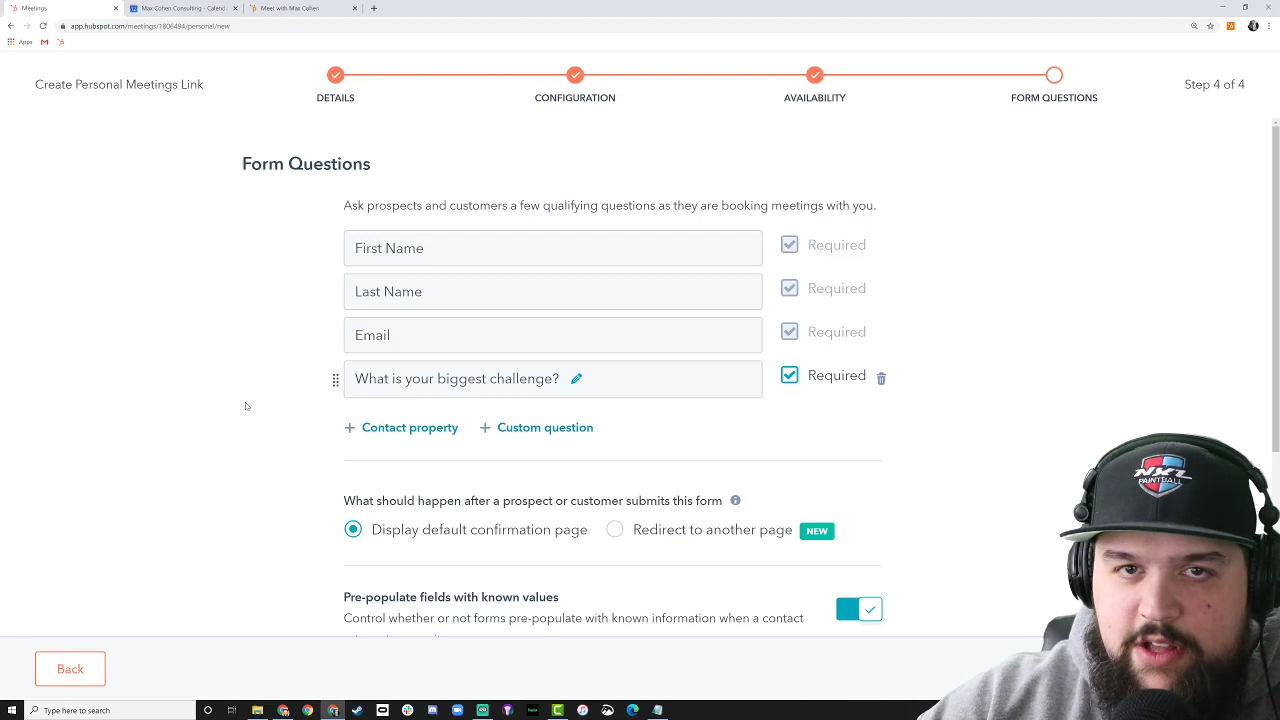 Meetings
Max Cohen Consulting - Calenda
Meet with Max Cohen
app.hubspot.com/meetings/1806494/personal/new
Apps
Create Personal Meetings Link
DETAILS
CONFIGURATION
AVAILABILITY
FORM QUESTIONS
Step 4 of 4
Form Questions
Ask prospects and customers a few qualifying questions as they are booking meetings with you.
First Name
Required
Last Name
Required
Email
Required
What is your biggest challenge?
Required
+ Contact property
+ Custom question
What should happen after a prospect or customer submits this form
Display default confirmation page
Redirect to another page
NEW
Pre-populate fields with known values
Control whether or not forms pre-populate with known information when a contact
Back
NXL
PAINTBALL
Type here to search
hulu